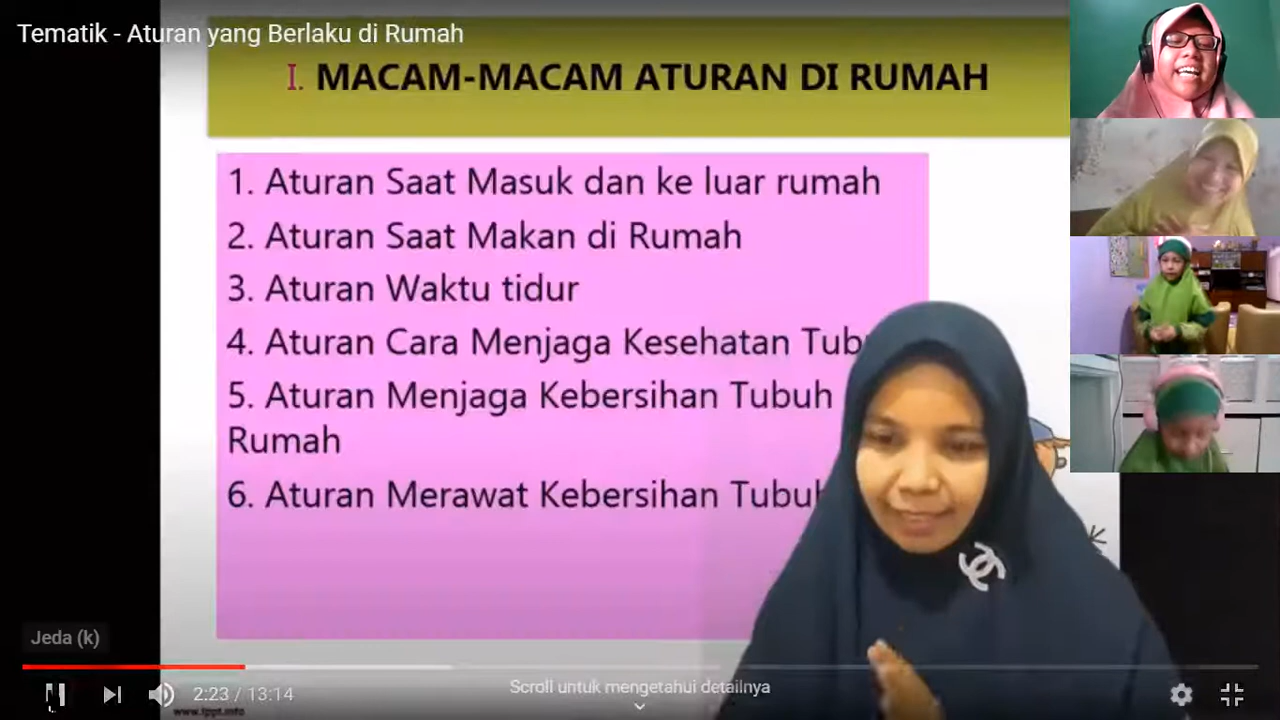 Tematik - Aturan yang Berlaku di Rumah
I. MACAM-MACAM ATURAN DI RUMAH
1. Aturan Saat Masuk dan ke luar rumah
2. Aturan Saat Makan di Rumah
3. Aturan Waktu tidur
4. Aturan Cara Menjaga Kesehatan Tub
5. Aturan Menjaga Kebersihan Tubuh
Rumah
6. Aturan Merawat Kebersihan Tubuh
Jeda (k)
2:23 / 13:14
Scroll untuk mengetahui detailnya